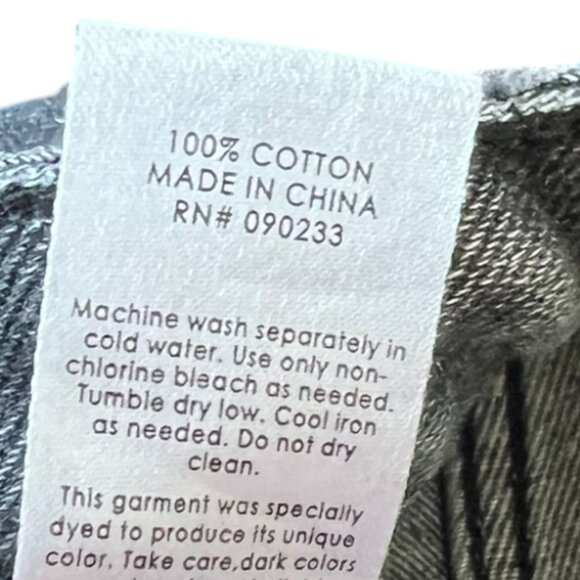 100% COTTON
MADE IN CHINA
RN# 090233
Machine wash separately in
cold water. Use only non-
chlorine bleach as needed.
Tumble dry low. Cool iron
as needed. Do not dry
clean.
This garment was specially
dyed to produce its unique
color, Take care,dark colors